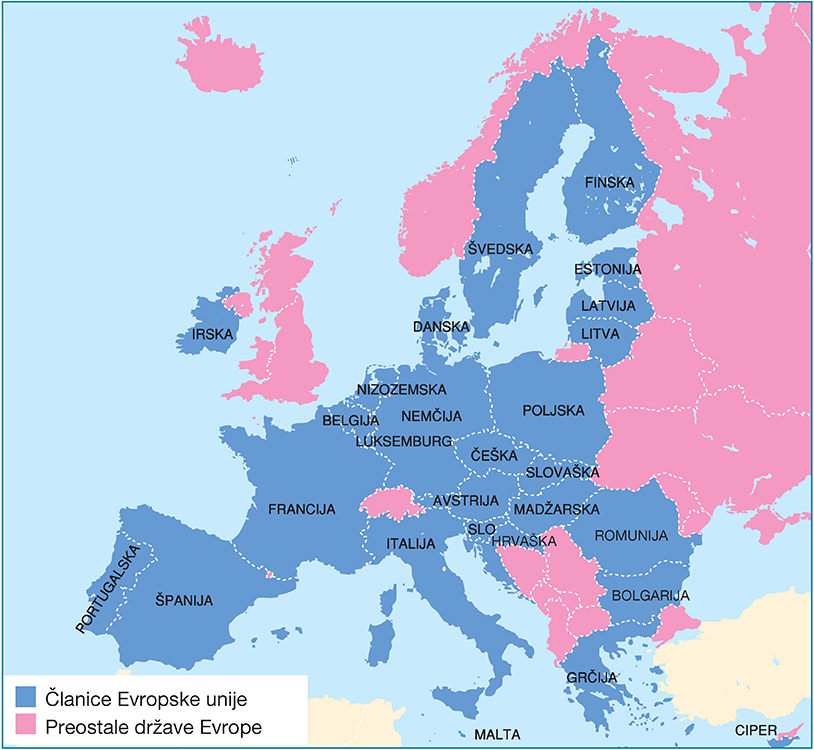 FINSKA
ŠVEDSKA
ESTONIJA
LATVIJA
LITVA
IRSKA
DANSKA
NIZOZEMSKA
BELGIJA
NEMČIJA
POLJSKA
LUKSEMBURG
ČEŠKA
SLOVAŠKA
FRANCIJA
AVSTRIJA
MADŽARSKA
SLO
HRVAŠKA
ROMUNIJA
ITALIJA
PORTUGALSKA
ŠPANIJA
BOLGARIJA
GRČIJA
MALTA
CIPER
Članice Evropske unije
Preostale države Evrope